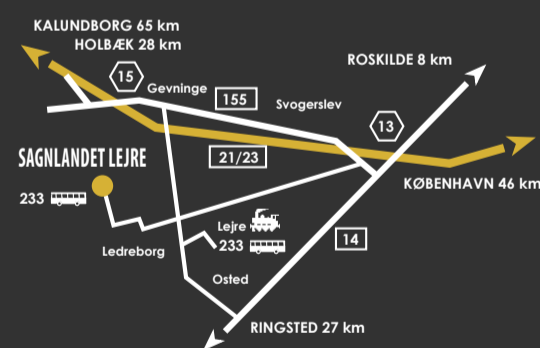 KALUNDBORG 65 km
HOLBÆK 28 km
ROSKILDE 8 km
15
Gevninge
155
Svogerslev
13
SAGNLANDET LEJRE
21/23
KØBENHAVN 46 km
233
Lejre
233
14
Ledreborg
Osted
RINGSTED 27 km